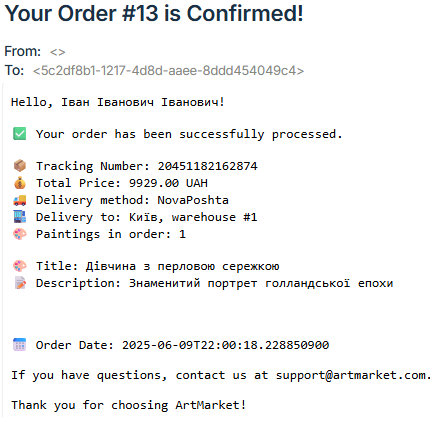 Your Order #13 is Confirmed!
From: <>
To: <5c2df8b1-1217-4d8d-aaee-8ddd454049c4>
Hello, Іван Іванович Іванович!
✅ Your order has been successfully processed.
📦 Tracking Number: 20451182162874
💰 Total Price: 9929.00 UAH
🚚 Delivery method: NovaPoshta
🏪 Delivery to: Київ, warehouse #1
🎨 Paintings in order: 1
🎨 Title: Дівчина з перловою сережкою
📝 Description: Знаменитий портрет голландської епохи
📅 Order Date: 2025-06-09T22:00:18.228850900
If you have questions, contact us at support@artmarket.com.
Thank you for choosing ArtMarket!